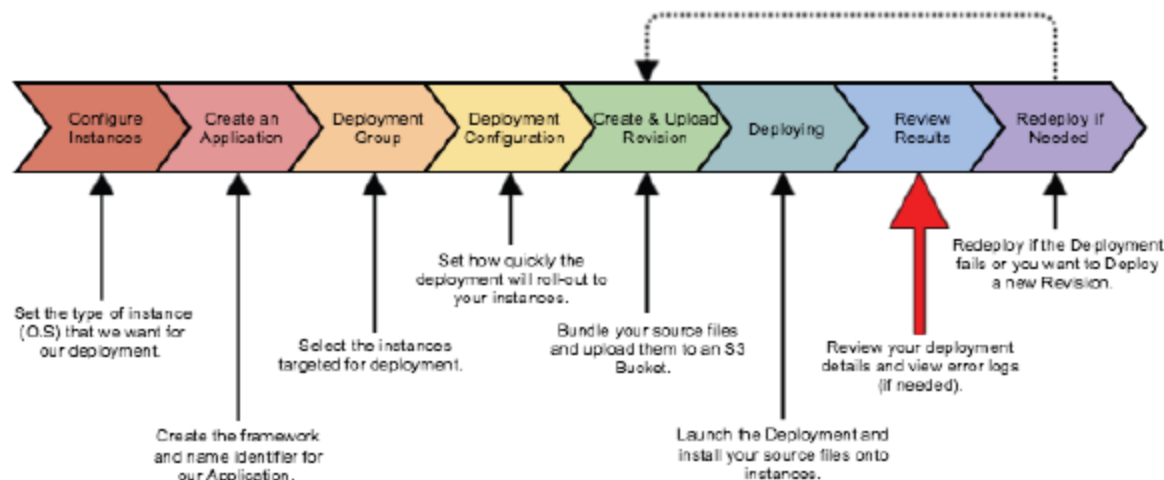 Configure
Instances
Create an
Application
Deployment
Group
Deployment
Configuration
Create & Upload
Revision
Deploying
Review
Results
Redeploy if
Needed
Set the type of instance
(O.S) that we want for
our deployment.
Create the framework
and name identifier for
our Application.
Select the instances
targeted for deployment.
Set how quickly the
deployment will roll-out to
your instances.
Bundle your source files
and upload them to an S3
Bucket.
Launch the Deployment and
install your source files onto
instances.
Review your deployment
details and view error logs
(if needed).
Redeploy if the Deployment
fails or you want to Deploy
a new Revision.